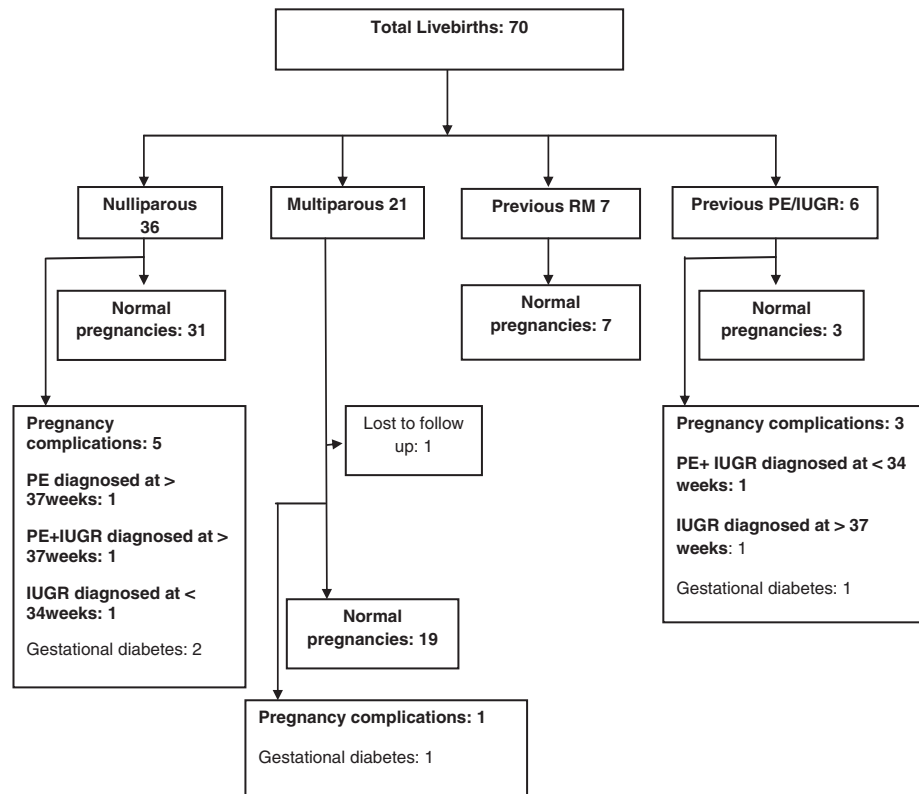 Total Livebirths: 70
Nulliparous
36
Multiparous 21
Previous RM 7
Previous PE/IUGR: 6
Normal
pregnancies: 31
Normal
pregnancies: 7
Normal
pregnancies: 3
Pregnancy
complications: 5
PE diagnosed at >
37weeks: 1
PE+IUGR diagnosed at >
37weeks: 1
IUGR diagnosed at <
34weeks: 1
Gestational diabetes: 2
Lost to follow
up: 1
Pregnancy complications: 3
PE+ IUGR diagnosed at < 34
weeks: 1
IUGR diagnosed at > 37
weeks: 1
Gestational diabetes: 1
Normal
pregnancies: 19
Pregnancy complications: 1
Gestational diabetes: 1